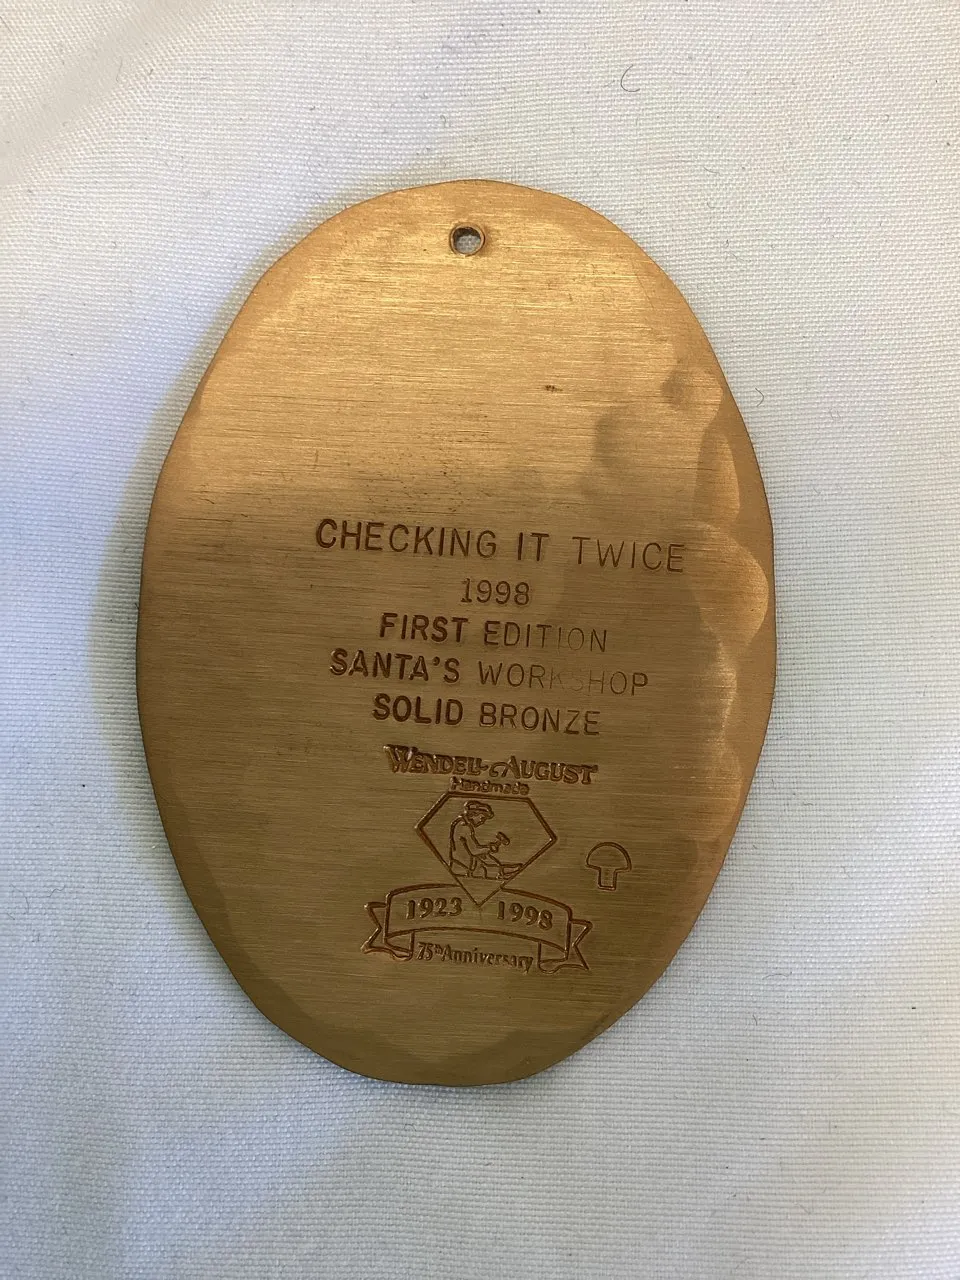 CHECKING IT TWICE
1998
FIRST EDITION
SANTA'S WORKSHOP
SOLID BRONZE
WENDELL AUGUST
Handmade
1923 1998
75th Anniversary